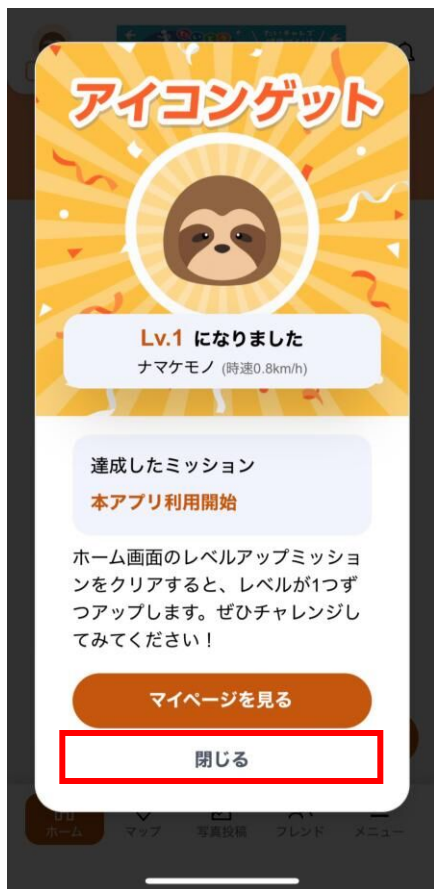 アイコンゲット
Lv.1 になりました
ナマケモノ (時速0.8km/h)
達成したミッション
本アプリ利用開始
ホーム画面のレベルアップミッショ
ンをクリアすると、レベルが1つず
つアップします。ぜひチャレンジし
てみてください！
マイページを見る
閉じる
ホーム マップ 写真投稿 フレンド メニュー